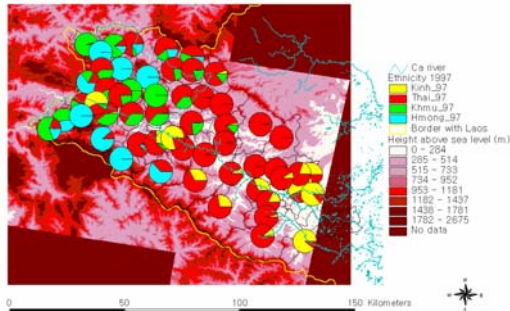 Ca river
Ethnicity 1997
Kinh_97
Thai_97
Khmu_97
Hmong_97
Border with Laos
Height above sea level (m)
0 - 284
285 - 514
515 - 733
734 - 952
953 - 1181
1182 - 1437
1438 - 1781
1782 - 2675
No data
0 50 100 150 Kilometers
N
W E
S